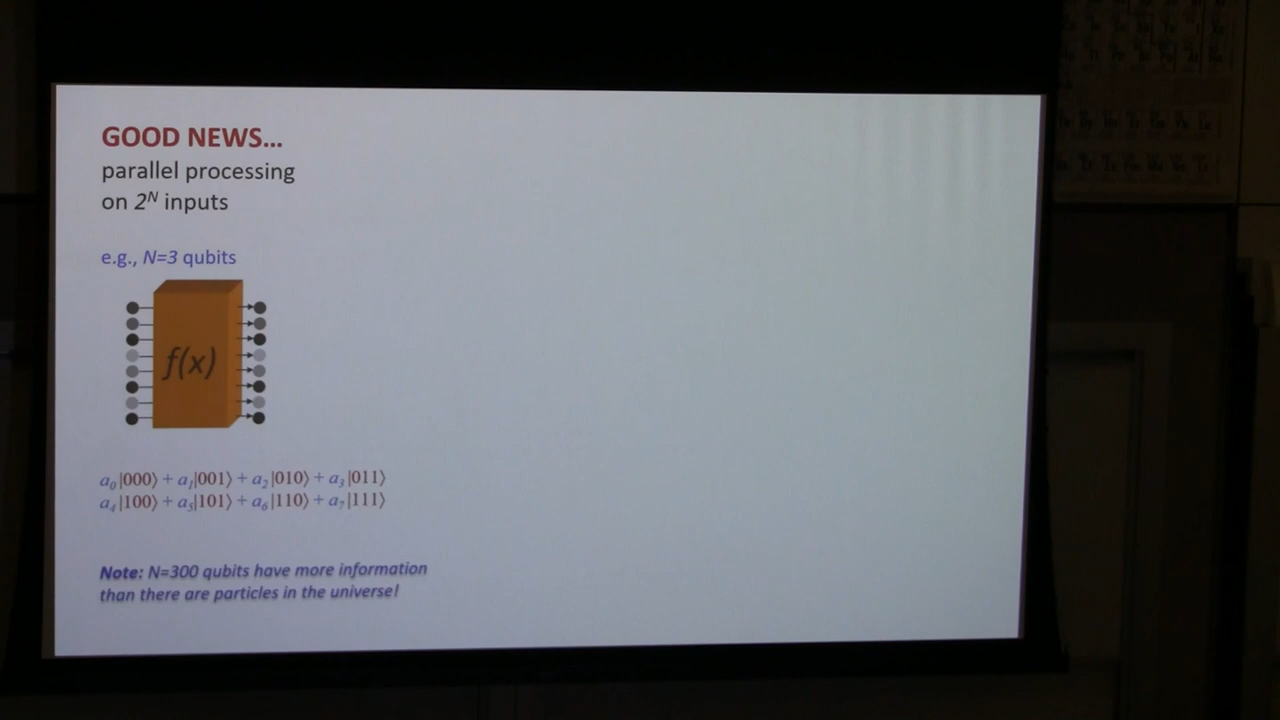 GOOD NEWS...
parallel processing
on 2ᴺ inputs
e.g., N=3 qubits
f(x)
a₀|000⟩ + a₁|001⟩ + a₂|010⟩ + a₃|011⟩
a₄|100⟩ + a₅|101⟩ + a₆|110⟩ + a₇|111⟩
Note: N=300 qubits have more information
than there are particles in the universe!